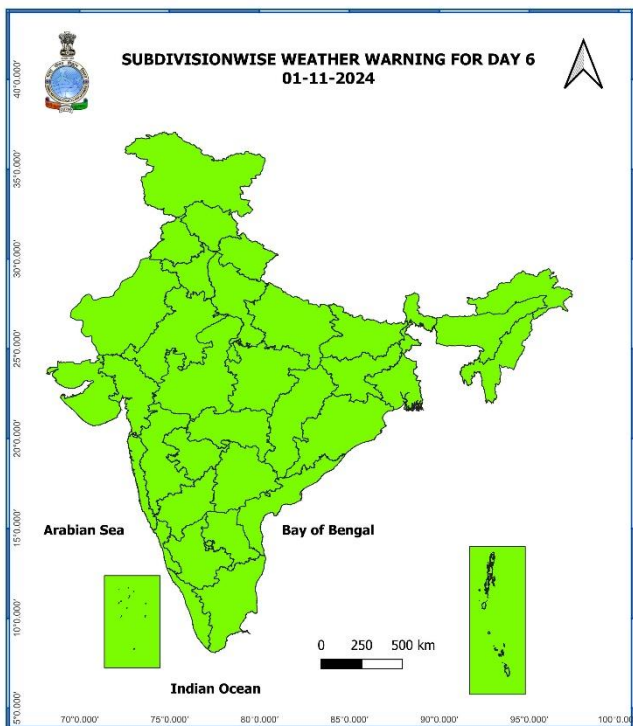 SUBDIVISIONWISE WEATHER WARNING FOR DAY 6
01-11-2024
40°0.000'
35°0.000'
30°0.000'
25°0.000'
20°0.000'
15°0.000'
10°0.000'
5°0.000'
Arabian Sea
Bay of Bengal
0 250 500 km
Indian Ocean
70°0.000' 75°0.000' 80°0.000' 85°0.000' 90°0.000' 95°0.000' 100°0.0